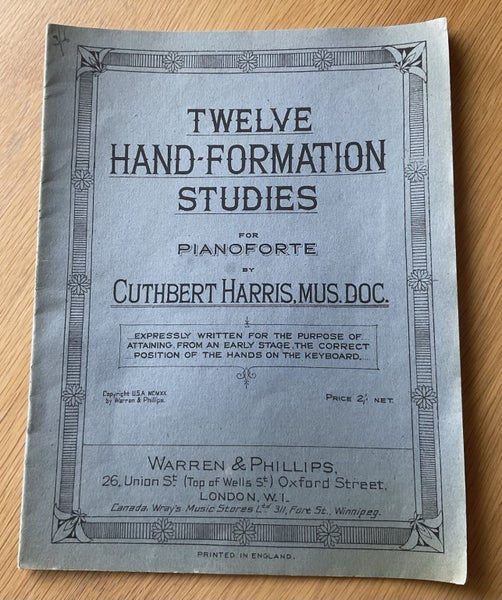 TWELVE
HAND-FORMATION
STUDIES
FOR
PIANOFORTE
BY
CUTHBERT HARRIS, MUS. DOC.
EXPRESSLY WRITTEN FOR THE PURPOSE OF
ATTAINING, FROM AN EARLY STAGE, THE CORRECT
POSITION OF THE HANDS ON THE KEYBOARD.
Copyright U.S.A. MCMXX
by Warren & Phillips.
PRICE 2/- NET.
WARREN & PHILLIPS,
26, Union St. (Top of Wells St.) Oxford Street,
LONDON, W.1.
Canada, Wray's Music Stores Ltd 311, Fort St., Winnipeg.
PRINTED IN ENGLAND.